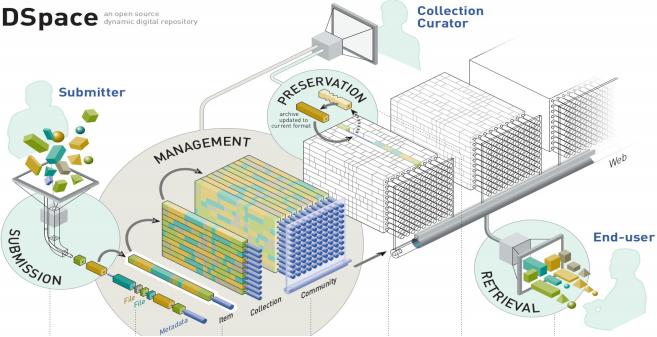 DSpace
an open source
dynamic digital repository
Collection
Curator
Submitter
PRESERVATION
archive
updated to
current format
MANAGEMENT
Web
SUBMISSION
End-user
RETRIEVAL
File
File
Metadata
Item
Collection
Community